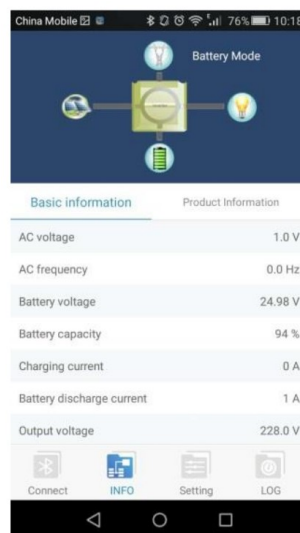 China Mobile 76% 10:18
Battery Mode
Basic information Product Information
AC voltage 1.0 V
AC frequency 0.0 Hz
Battery voltage 24.98 V
Battery capacity 94 %
Charging current 0 A
Battery discharge current 1 A
Output voltage 228.0 V
Connect INFO Setting LOG